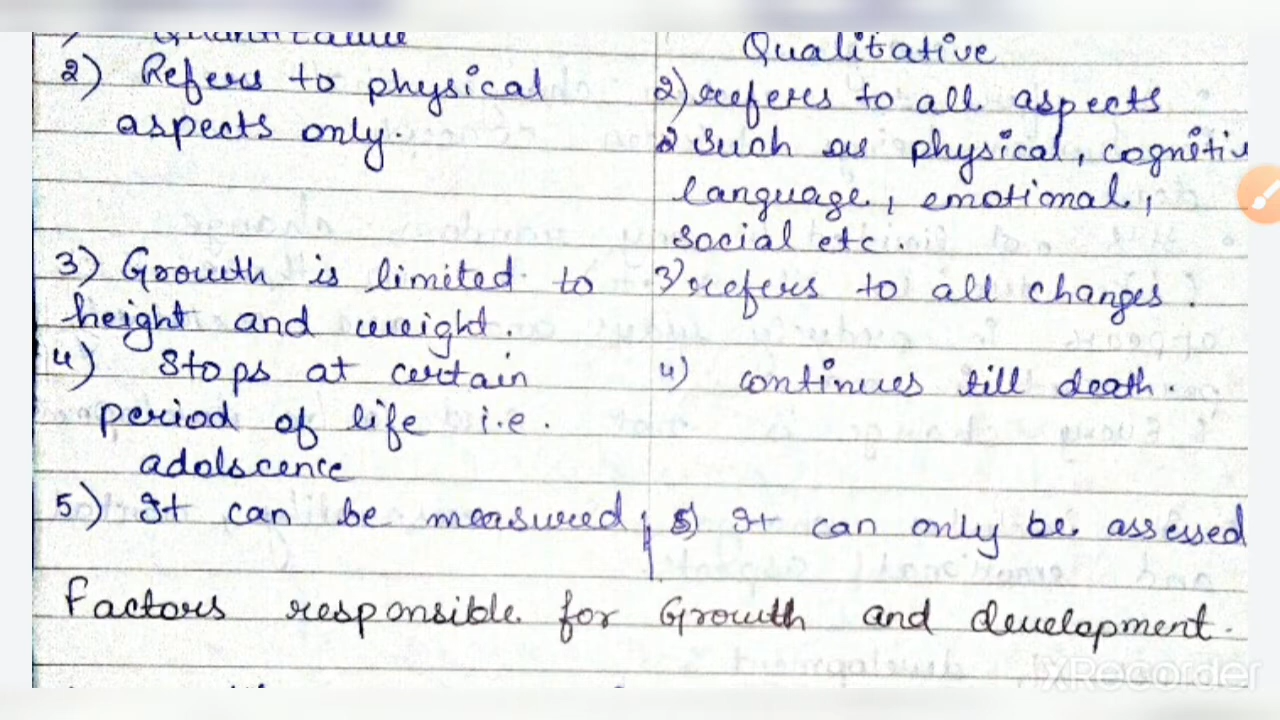 Quantitative
2) Refers to physical
aspects only.
3) Growth is limited to
height and weight.
4) Stops at certain
period of life i.e.
adolscence
5) It can be measured
Qualitative
2) refers to all aspects
such as physical, cognitiv
language, emotional,
social etc.
3) refers to all changes.
4) continues till death.
5) It can only be assessed
Factors responsible for Growth and development.
XRecorder